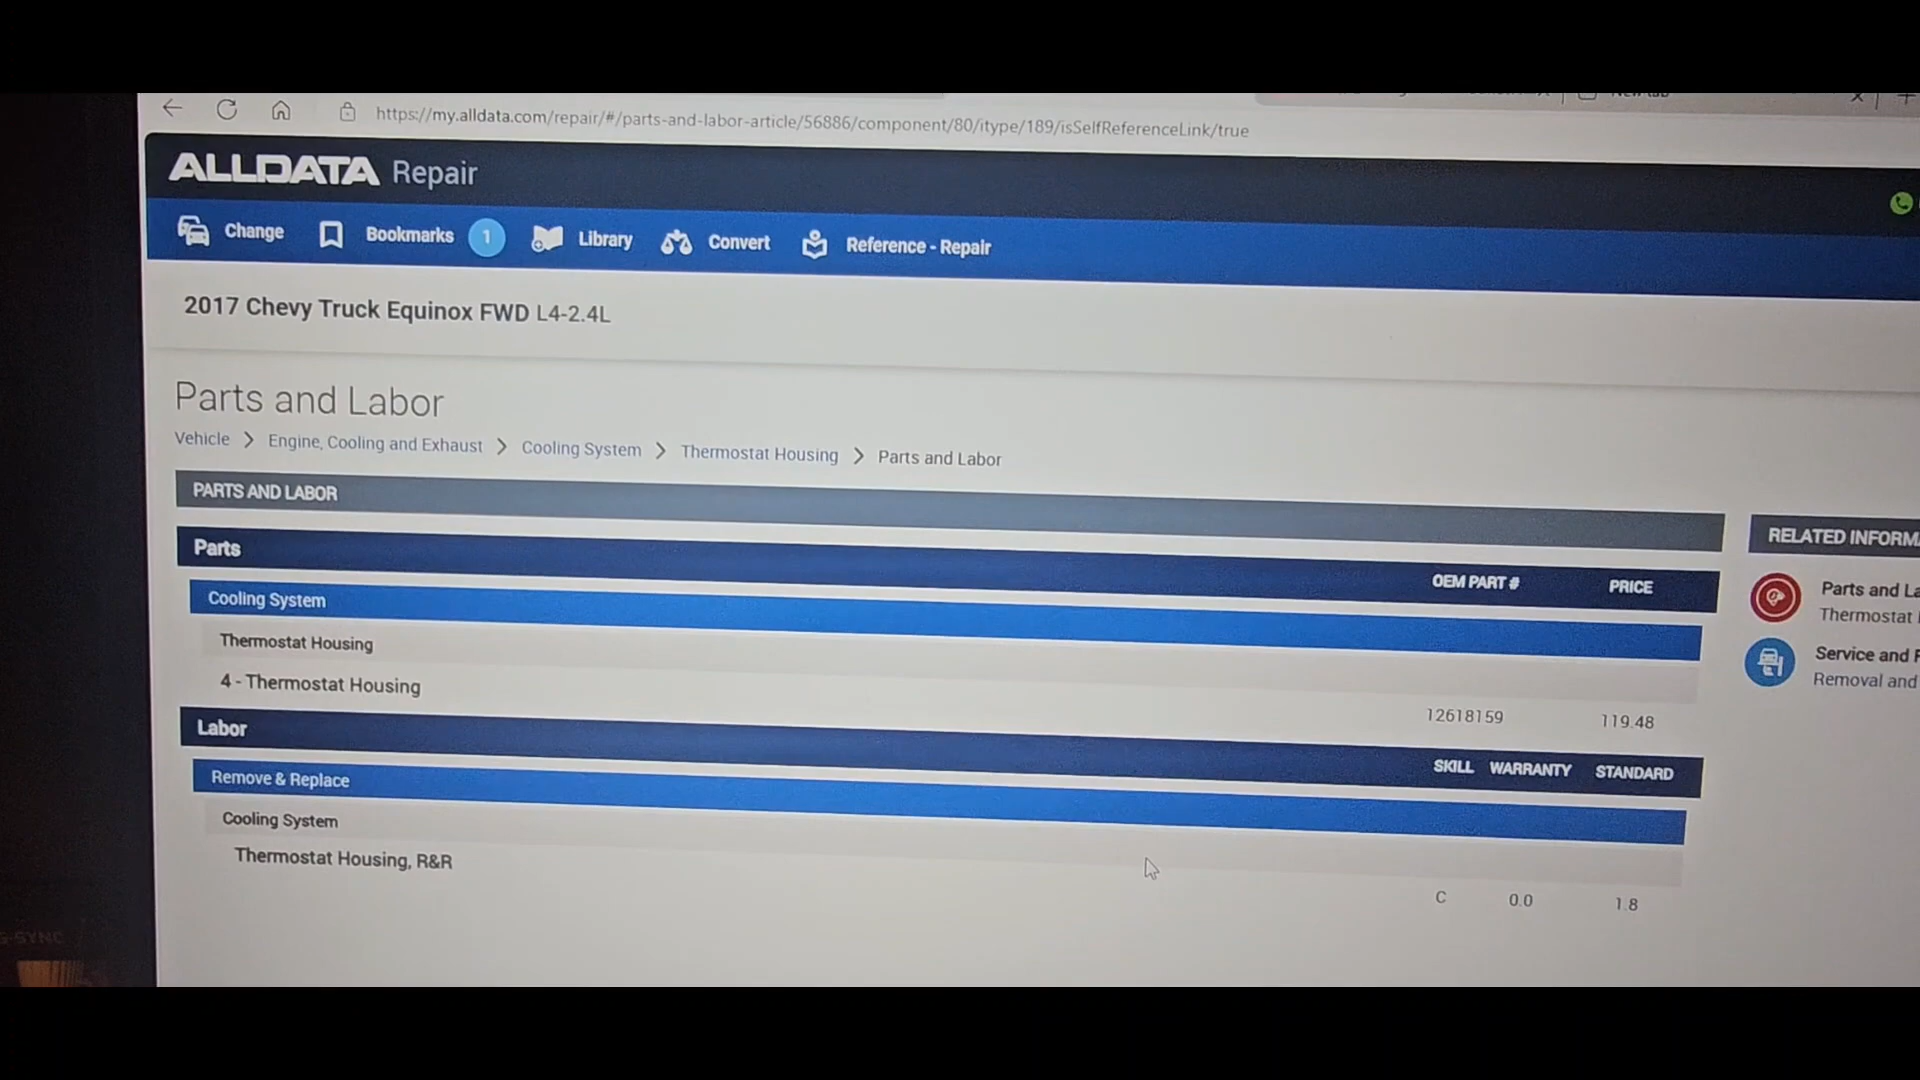 https://my.alldata.com/repair/#/parts-and-labor-article/56886/component/80/itype/189/isSelfReferenceLink/true
ALLDATA Repair
Change Bookmarks 1 Library Convert Reference - Repair
2017 Chevy Truck Equinox FWD L4-2.4L
Parts and Labor
Vehicle > Engine, Cooling and Exhaust > Cooling System > Thermostat Housing > Parts and Labor
PARTS AND LABOR
RELATED INFORMA
Parts
OEM PART # PRICE
Cooling System
Parts and La
Thermostat
Thermostat Housing
Service and
Removal and
4 - Thermostat Housing
12618159 119.48
Labor
SKILL WARRANTY STANDARD
Remove & Replace
Cooling System
Thermostat Housing, R&R
C 0.0 1.8
G-SYNC